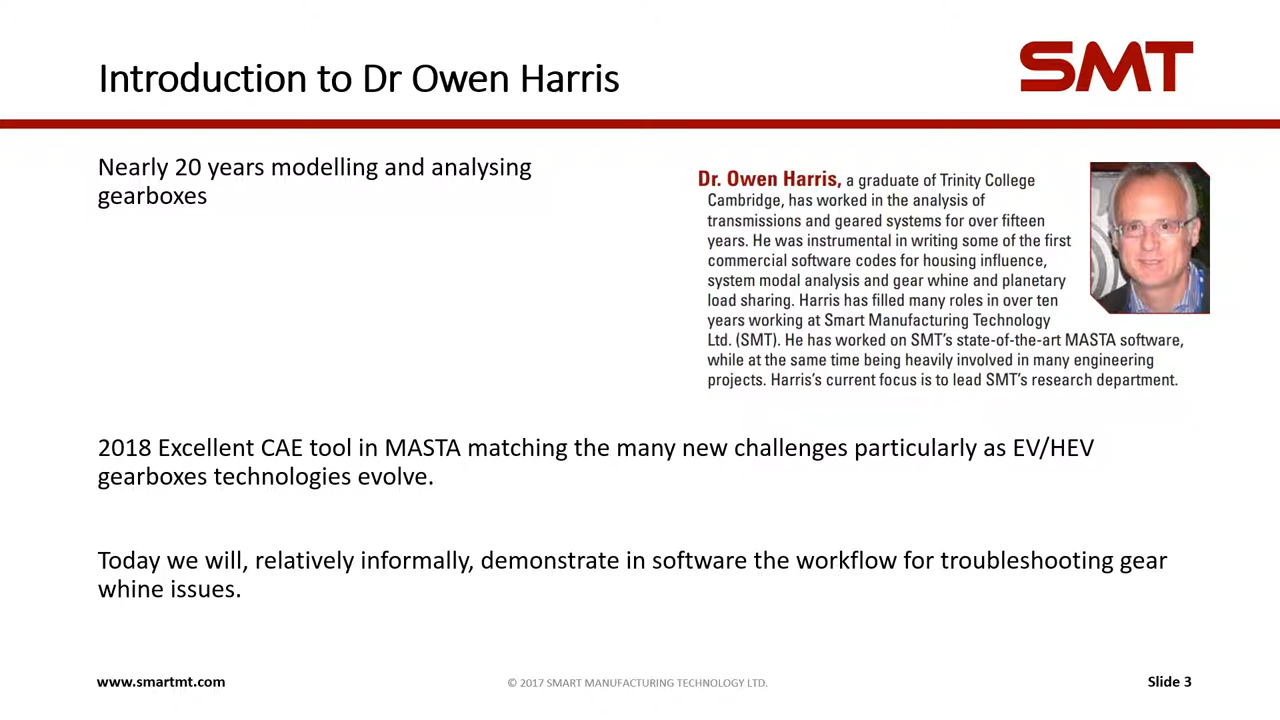 Introduction to Dr Owen Harris
SMT
Nearly 20 years modelling and analysing
gearboxes
Dr. Owen Harris, a graduate of Trinity College
Cambridge, has worked in the analysis of
transmissions and geared systems for over fifteen
years. He was instrumental in writing some of the first
commercial software codes for housing influence,
system modal analysis and gear whine and planetary
load sharing. Harris has filled many roles in over ten
years working at Smart Manufacturing Technology
Ltd. (SMT). He has worked on SMT's state-of-the-art MASTA software,
while at the same time being heavily involved in many engineering
projects. Harris's current focus is to lead SMT's research department.
2018 Excellent CAE tool in MASTA matching the many new challenges particularly as EV/HEV
gearboxes technologies evolve.
Today we will, relatively informally, demonstrate in software the workflow for troubleshooting gear
whine issues.
www.smartmt.com
© 2017 SMART MANUFACTURING TECHNOLOGY LTD.
Slide 3